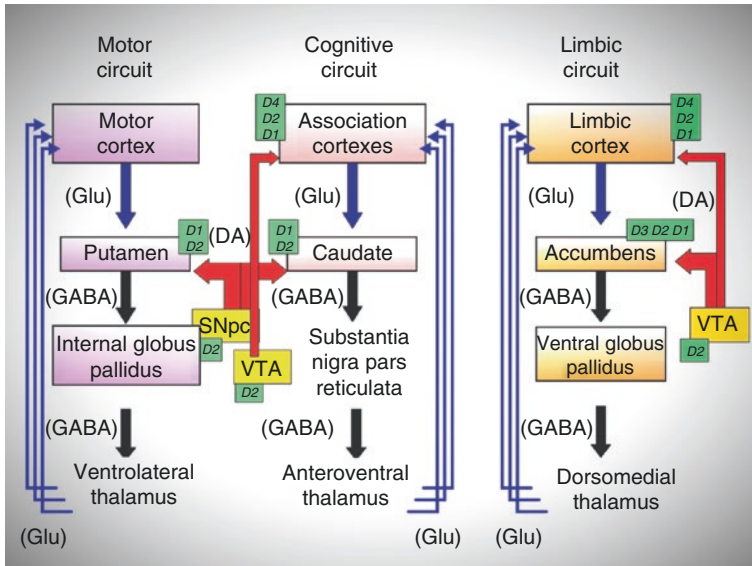 Motor
circuit
Cognitive
circuit
Limbic
circuit
Motor
cortex
D4
D2
D1
Association
cortexes
Limbic
cortex
D4
D2
D1
(Glu)
(Glu)
(Glu)
(DA)
Putamen
D1
D2
(DA)
D1
D2
Caudate
Accumbens
D3 D2 D1
(GABA)
(GABA)
(GABA)
Internal globus
pallidus
SNpc
D2
VTA
D2
Substantia
nigra pars
reticulata
Ventral globus
pallidus
D2
VTA
(GABA)
(GABA)
(GABA)
Ventrolateral
thalamus
Anteroventral
thalamus
Dorsomedial
thalamus
(Glu)
(Glu)
(Glu)